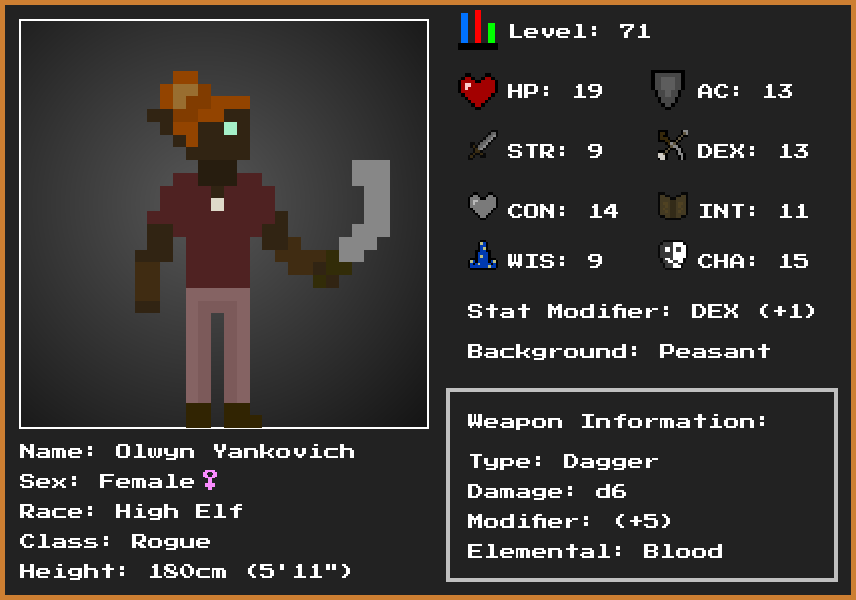 Level: 71
HP: 19 AC: 13
STR: 9 DEX: 13
CON: 14 INT: 11
WIS: 9 CHA: 15
Stat Modifier: DEX (+1)
Background: Peasant
Weapon Information:
Type: Dagger
Damage: d6
Modifier: (+5)
Elemental: Blood
Name: Olwyn Yankovich
Sex: Female♀
Race: High Elf
Class: Rogue
Height: 180cm (5'11")